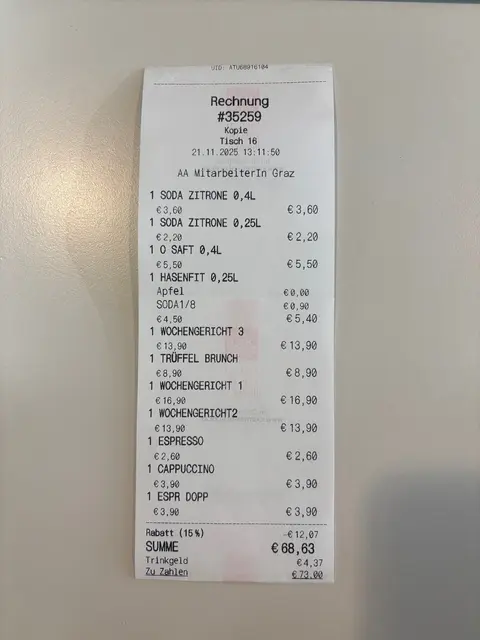 UID: ATU68916104
Rechnung
#35259
Kopie
Tisch 16
21.11.2025 13:11:50
AA MitarbeiterIn Graz
1 SODA ZITRONE 0,4L
€ 3,60 € 3,60
1 SODA ZITRONE 0,25L
€ 2,20 € 2,20
1 O SAFT 0,4L
€ 5,50 € 5,50
1 HASENFIT 0,25L
Apfel € 0,00
SODA1/8 € 0,90
€ 4,50 € 5,40
1 WOCHENGERICHT 3
€ 13,90 € 13,90
1 TRÜFFEL BRUNCH
€ 8,90 € 8,90
1 WOCHENGERICHT 1
€ 16,90 € 16,90
1 WOCHENGERICHT2
€ 13,90 € 13,90
1 ESPRESSO
€ 2,60 € 2,60
1 CAPPUCCINO
€ 3,90 € 3,90
1 ESPR DOPP
€ 3,90 € 3,90
Rabatt (15%) -€ 12,07
SUMME € 68,63
Trinkgeld € 4,37
Zu Zahlen € 73,00